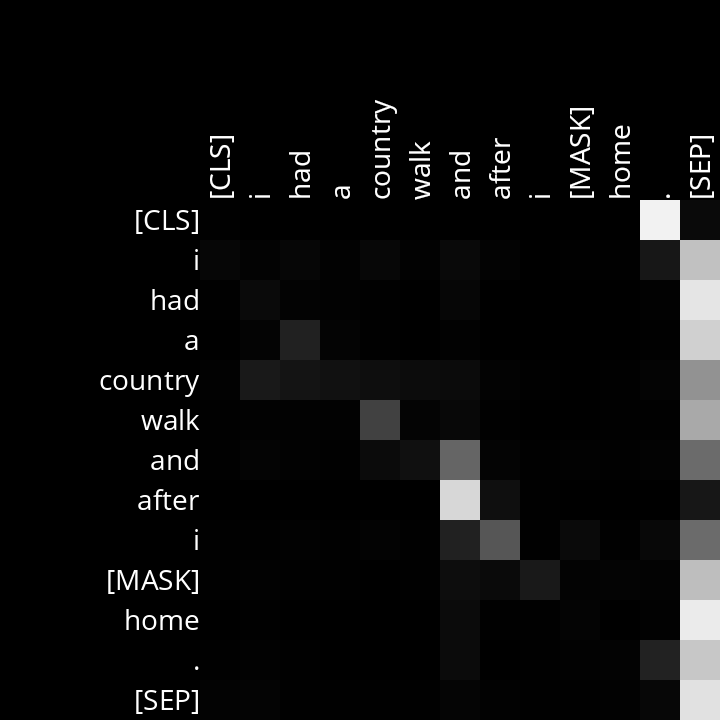 [CLS]
i
had
a
country
walk
and
after
i
[MASK]
home
.
[SEP]
[CLS]
i
had
a
country
walk
and
after
i
[MASK]
home
.
[SEP]